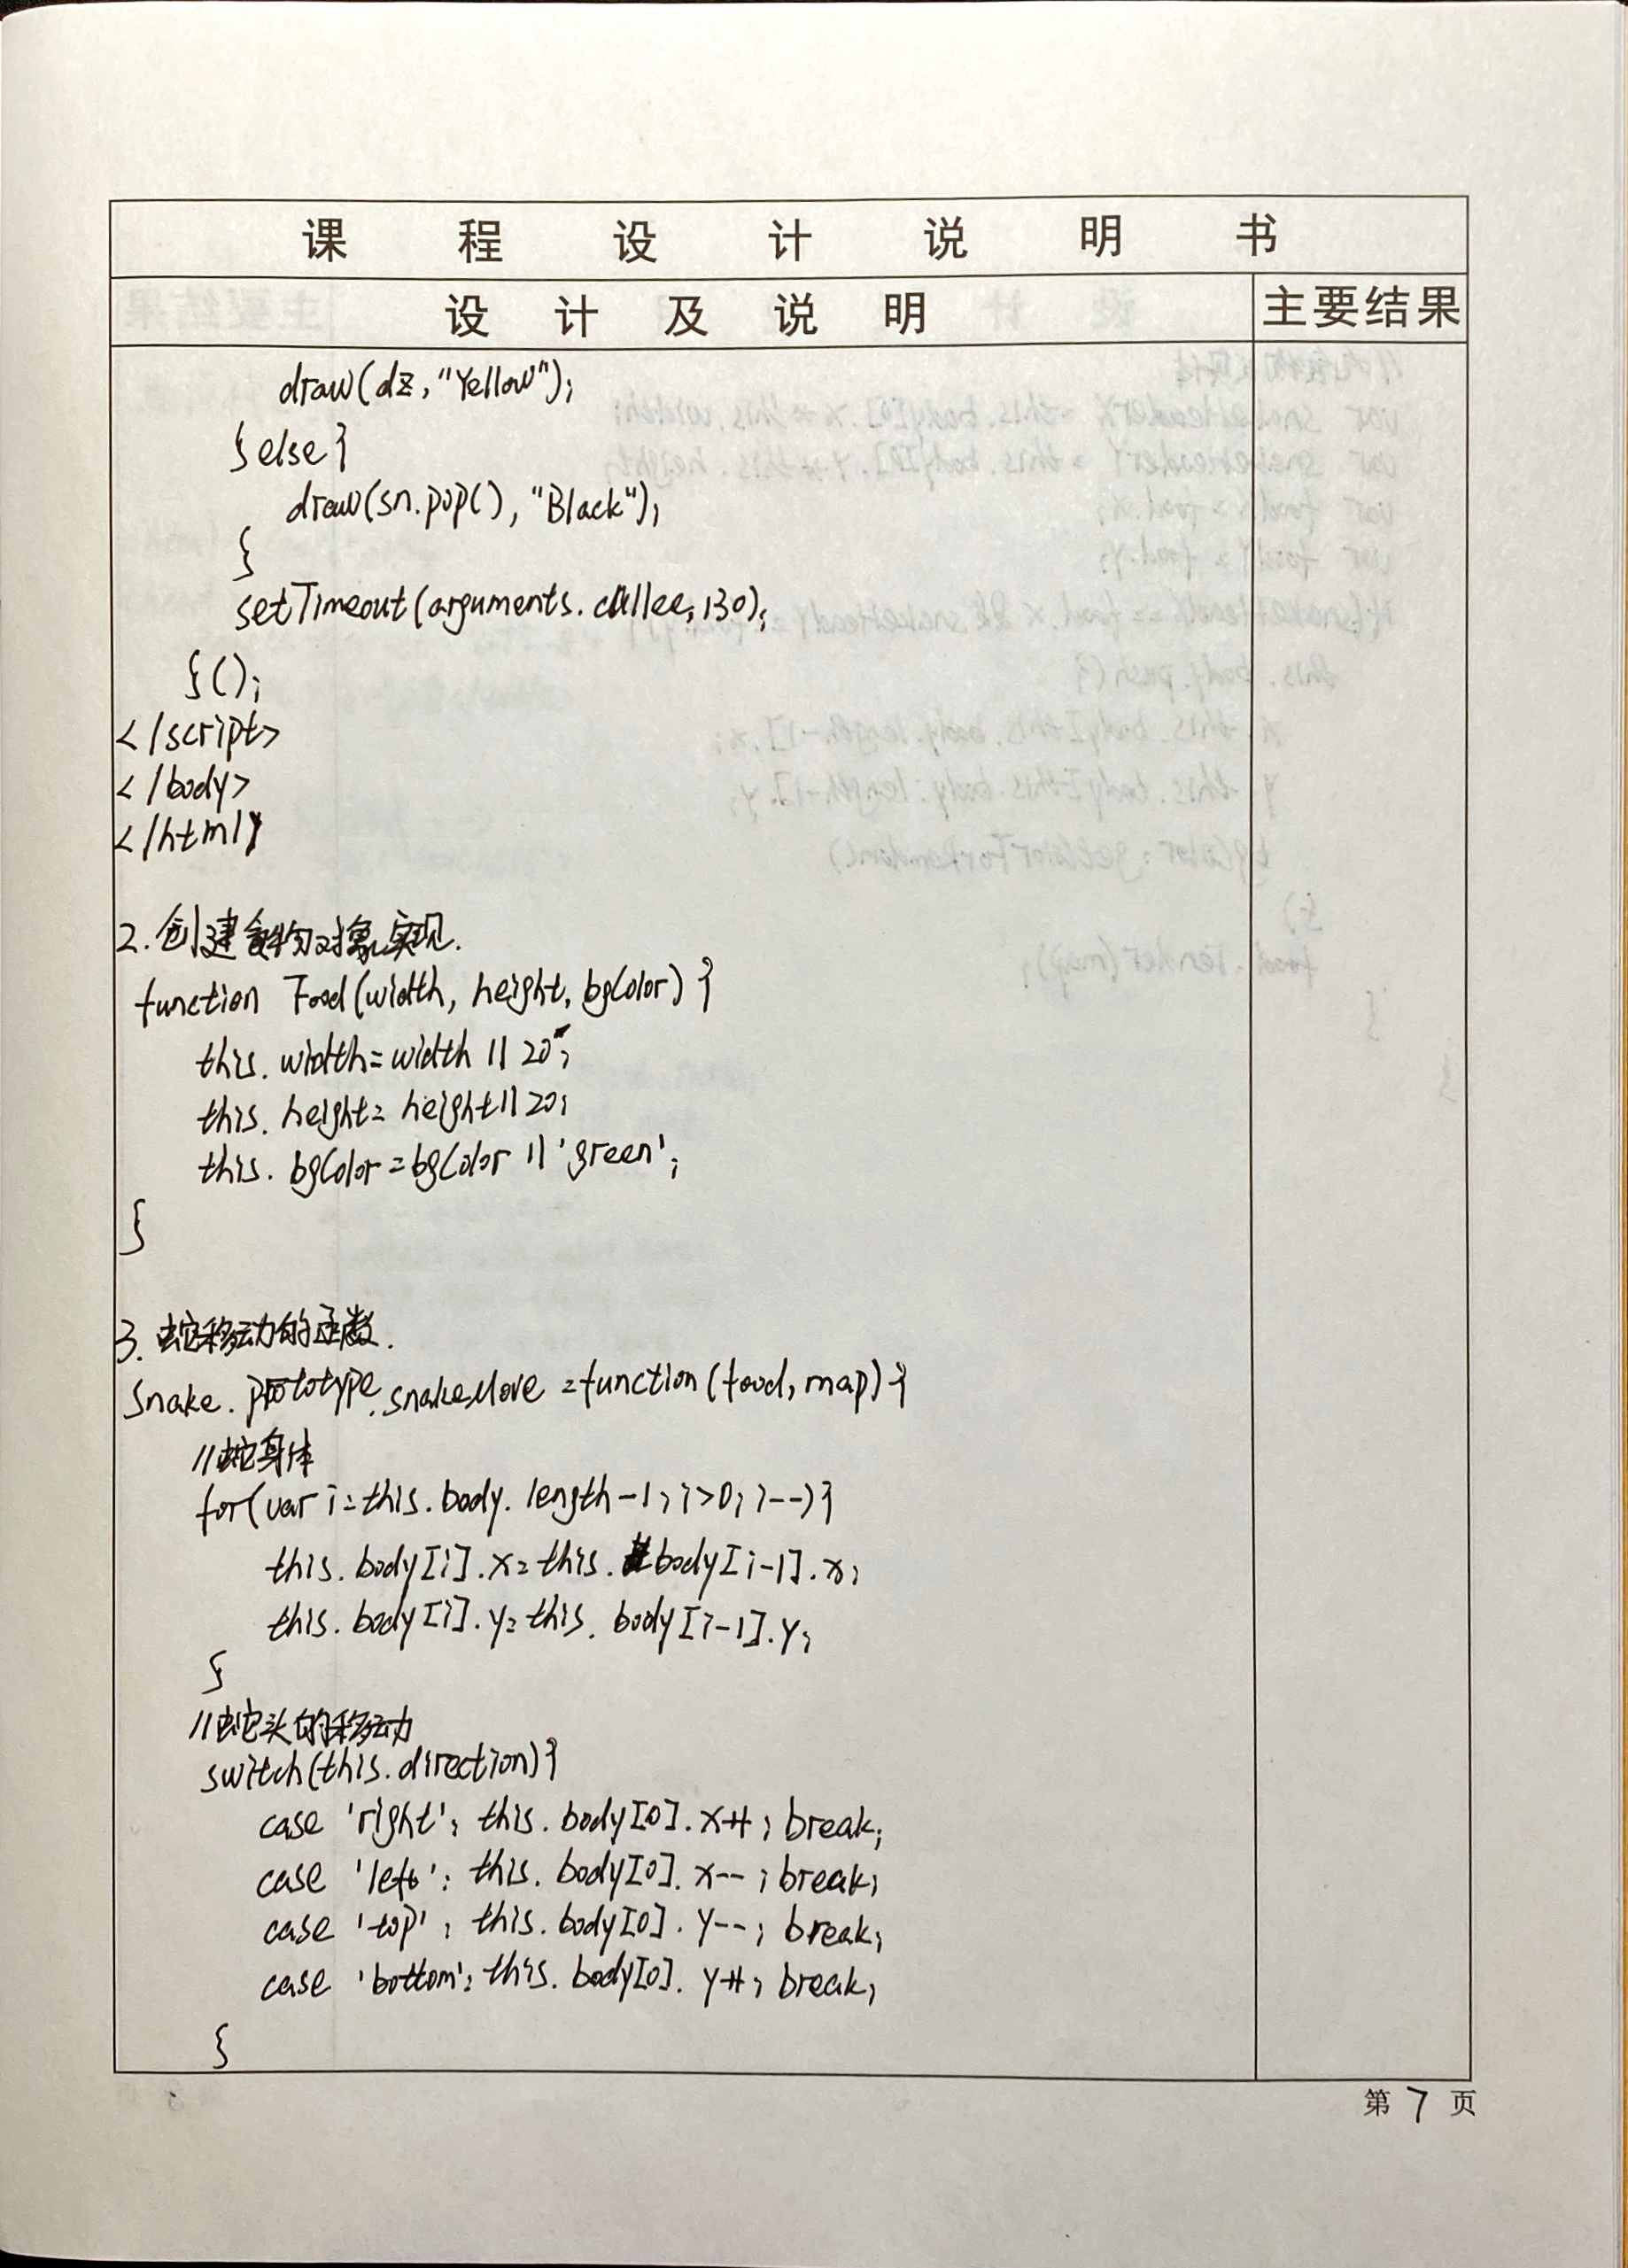 课程设计说明书
设计及说明 主要结果
draw(dz,"Yellow");
}else{
draw(sn.pop(),"Black");
}
setTimeout(arguments.callee,130);
}();
</script>
</body>
</html>
2.创建食物对象实现.
function Food(width, height, bgColor) {
this.width=width || 20;
this.height= height||20;
this.bgColor=bgColor || 'green';
}
3.蛇移动的函数.
Snake.prototype.snakeMove =function(food, map){
//蛇身体
for(var i=this.body.length-1;i>0;i--){
this.body[i].x=this.body[i-1].x;
this.body[i].y=this.body[i-1].y;
}
//蛇头的移动
switch(this.direction){
case 'right': this.body[0].x++; break;
case 'left': this.body[0].x--; break;
case 'top': this.body[0].y--; break;
case 'bottom': this.body[0].y++; break;
}
第 7 页